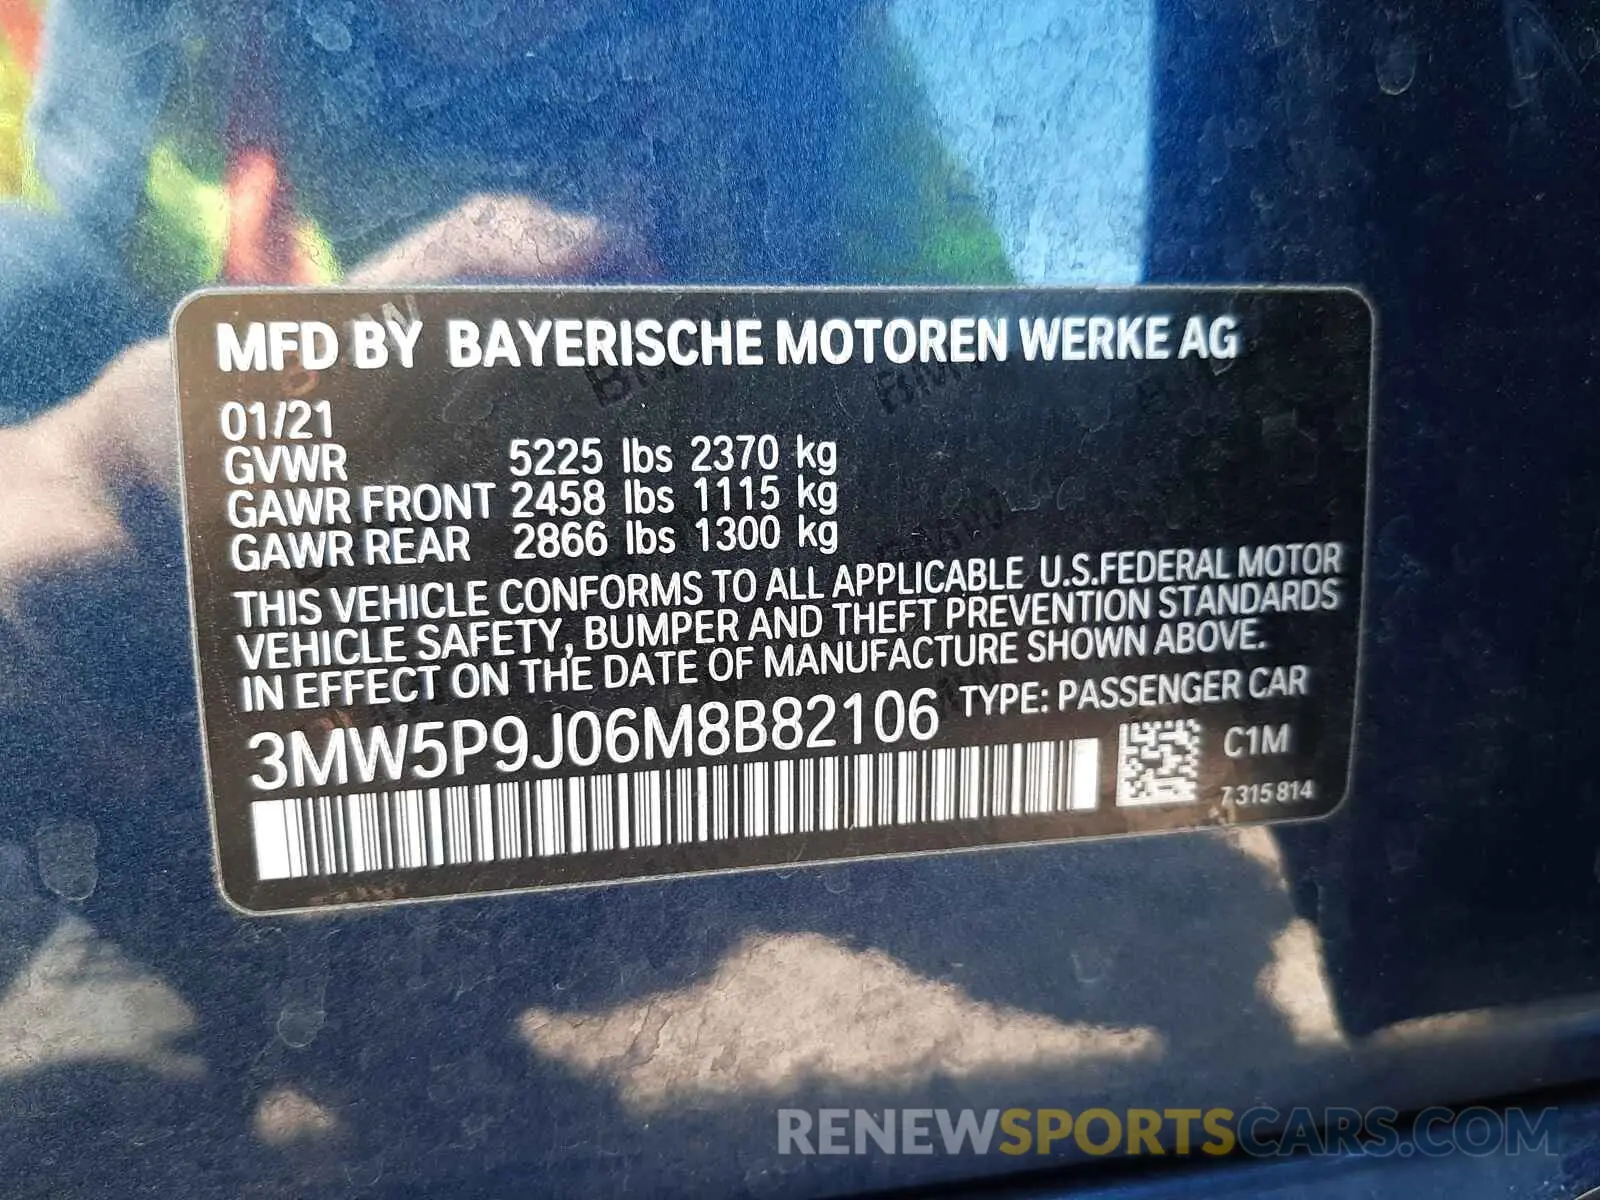 MFD BY BAYERISCHE MOTOREN WERKE AG
01/21
GVWR 5225 lbs 2370 kg
GAWR FRONT 2458 lbs 1115 kg
GAWR REAR 2866 lbs 1300 kg
THIS VEHICLE CONFORMS TO ALL APPLICABLE U.S.FEDERAL MOTOR
VEHICLE SAFETY, BUMPER AND THEFT PREVENTION STANDARDS
IN EFFECT ON THE DATE OF MANUFACTURE SHOWN ABOVE.
3MW5P9J06M8B82106 TYPE: PASSENGER CAR
C1M
7 315 814
RENEWSPORTSCARS.COM